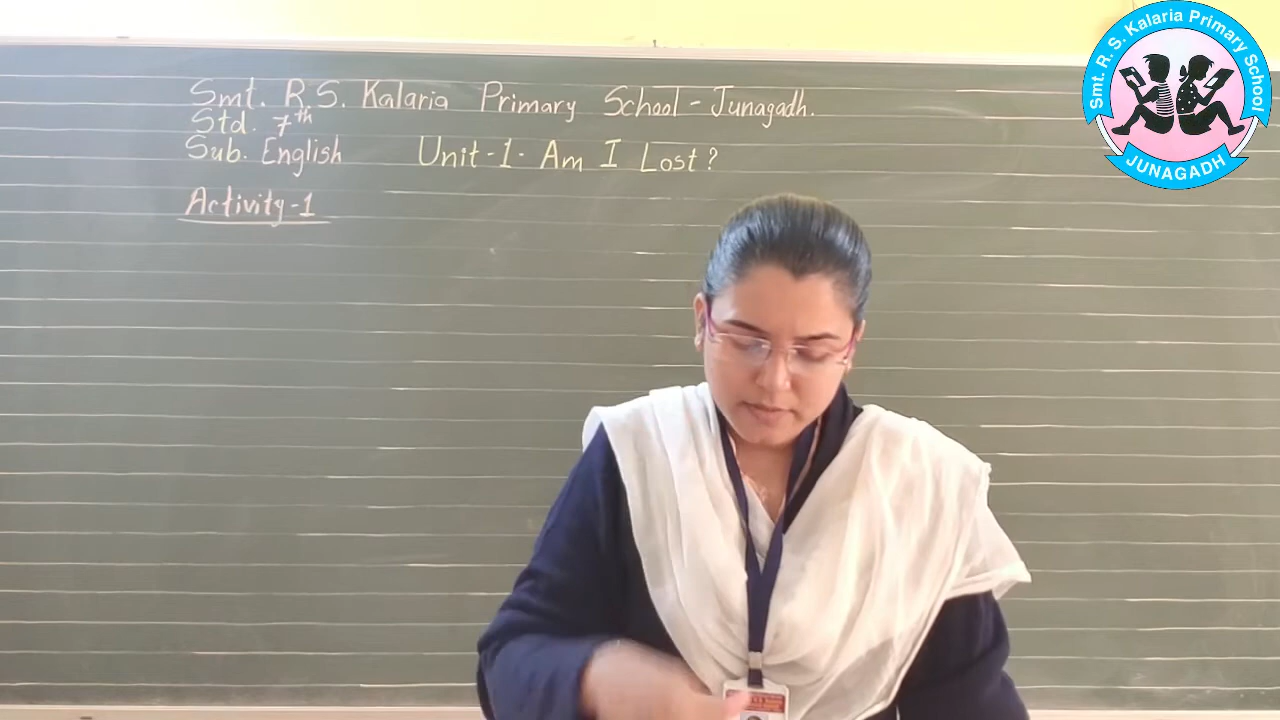 Smt. R.S. Kalaria Primary School - Junagadh.
Std. 7th
Sub. English Unit-1- Am I Lost?
Activity-1
Smt. R. S. Kalaria Primary School
JUNAGADH